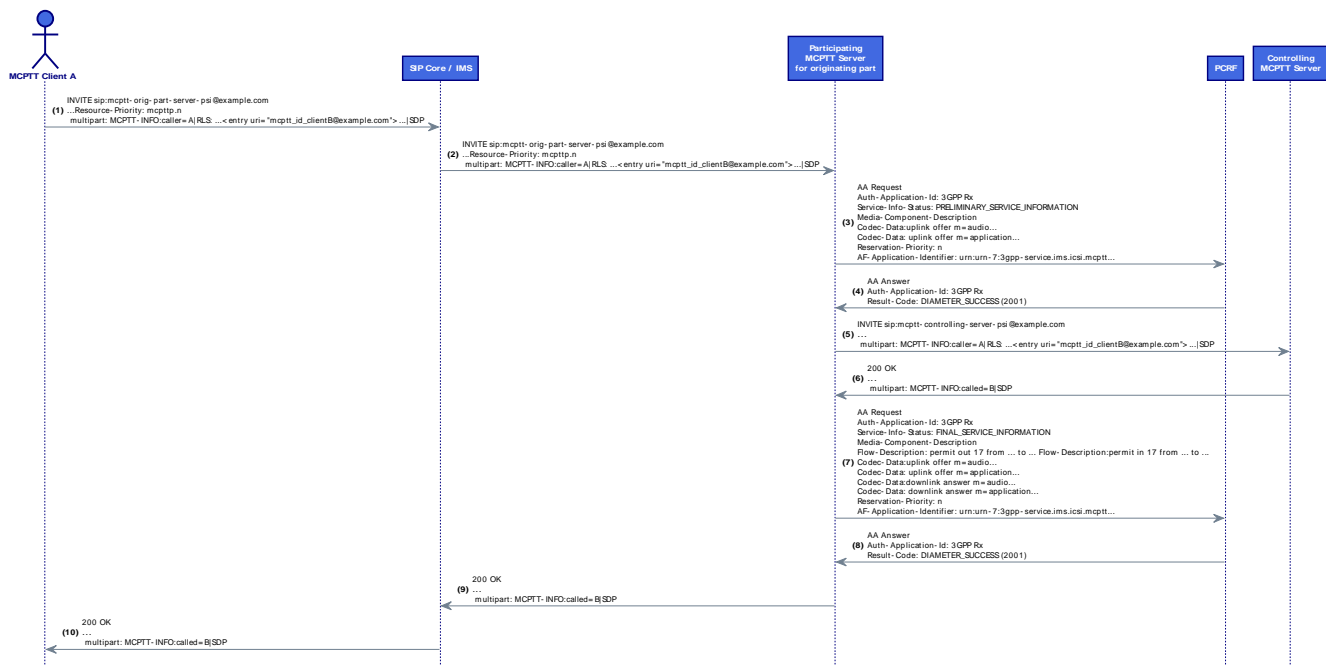 MCPTT Client A
SIP Core / IMS
Participating
MCPTT Server
for originating part
PCRF
Controlling
MCPTT Server
INVITE sip:mcptt-orig-part-server-psi@example.com
(1) ...Resource-Priority: mcpttp.n
multipart: MCPTT-INFO:caller=A|RLS: ...<entry uri="mcptt_id_clientB@example.com">...|SDP
INVITE sip:mcptt-orig-part-server-psi@example.com
(2) ...Resource-Priority: mcpttp.n
multipart: MCPTT-INFO:caller=A|RLS: ...<entry uri="mcptt_id_clientB@example.com">...|SDP
AA Request
Auth-Application-Id: 3GPP Rx
Service-Info-Status: PRELIMINARY_SERVICE_INFORMATION
Media-Component-Description
(3) Codec-Data:uplink offer m=audio...
Codec-Data: uplink offer m=application...
Reservation-Priority: n
AF-Application-Identifier: urn:urn-7:3gpp-service.ims.icsi.mcptt...
AA Answer
(4) Auth-Application-Id: 3GPP Rx
Result-Code: DIAMETER_SUCCESS (2001)
INVITE sip:mcptt-controlling-server-psi@example.com
(5) ...
multipart: MCPTT-INFO:caller=A|RLS: ...<entry uri="mcptt_id_clientB@example.com">...|SDP
200 OK
(6) ...
multipart: MCPTT-INFO:called=B|SDP
AA Request
Auth-Application-Id: 3GPP Rx
Service-Info-Status: FINAL_SERVICE_INFORMATION
Media-Component-Description
Flow-Description: permit out 17 from ... to ... Flow-Description:permit in 17 from ... to ...
(7) Codec-Data:uplink offer m=audio...
Codec-Data: uplink offer m=application...
Codec-Data:downlink answer m=audio...
Codec-Data: downlink answer m=application...
Reservation-Priority: n
AF-Application-Identifier: urn:urn-7:3gpp-service.ims.icsi.mcptt...
AA Answer
(8) Auth-Application-Id: 3GPP Rx
Result-Code: DIAMETER_SUCCESS (2001)
200 OK
(9) ...
multipart: MCPTT-INFO:called=B|SDP
200 OK
(10) ...
multipart: MCPTT-INFO:called=B|SDP